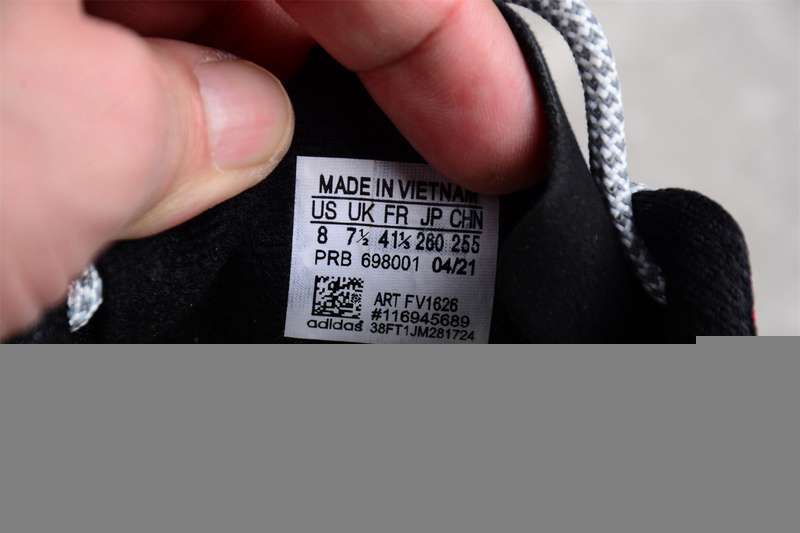 MADE IN VIETNAM
US UK FR JP CHN
8 7½ 41⅓ 260 255
PRB 698001 04/21
ART FV1626
#116945689
adidas 38FT1JM281724